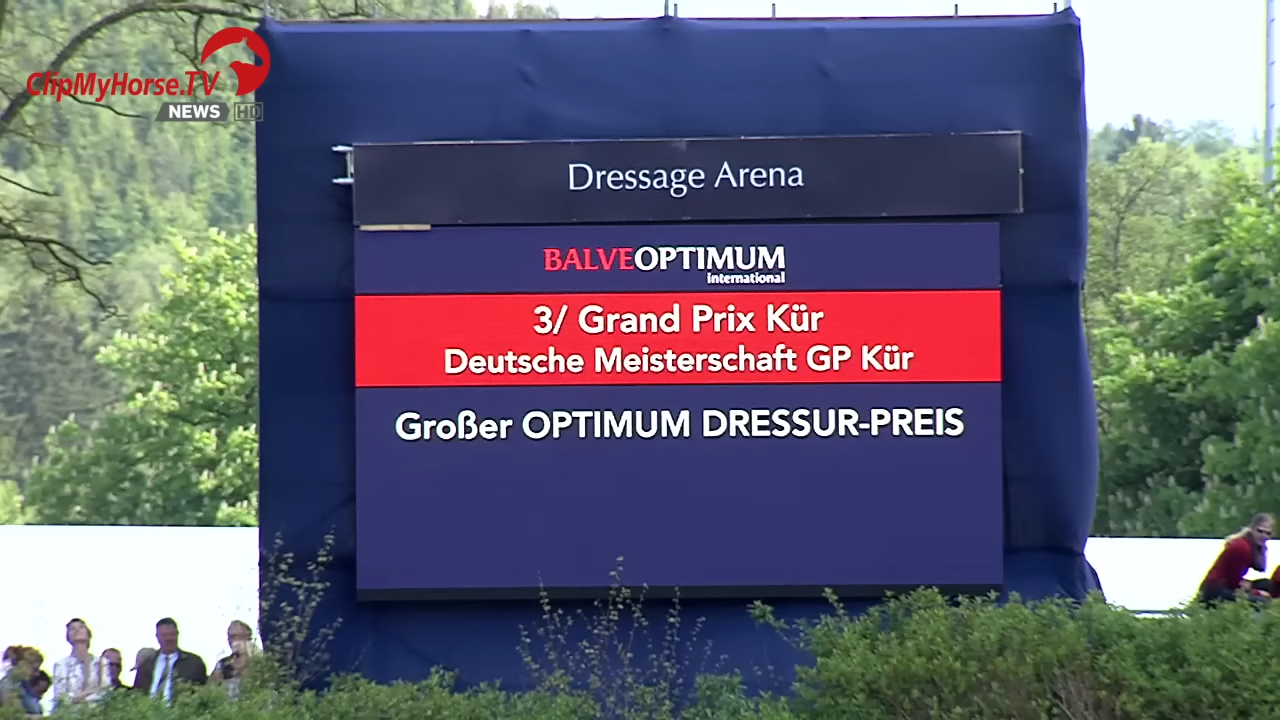 ClipMyHorse.TV
NEWS HD
Dressage Arena
BALVEOPTIMUM
international
3/ Grand Prix Kür
Deutsche Meisterschaft GP Kür
Großer OPTIMUM DRESSUR-PREIS